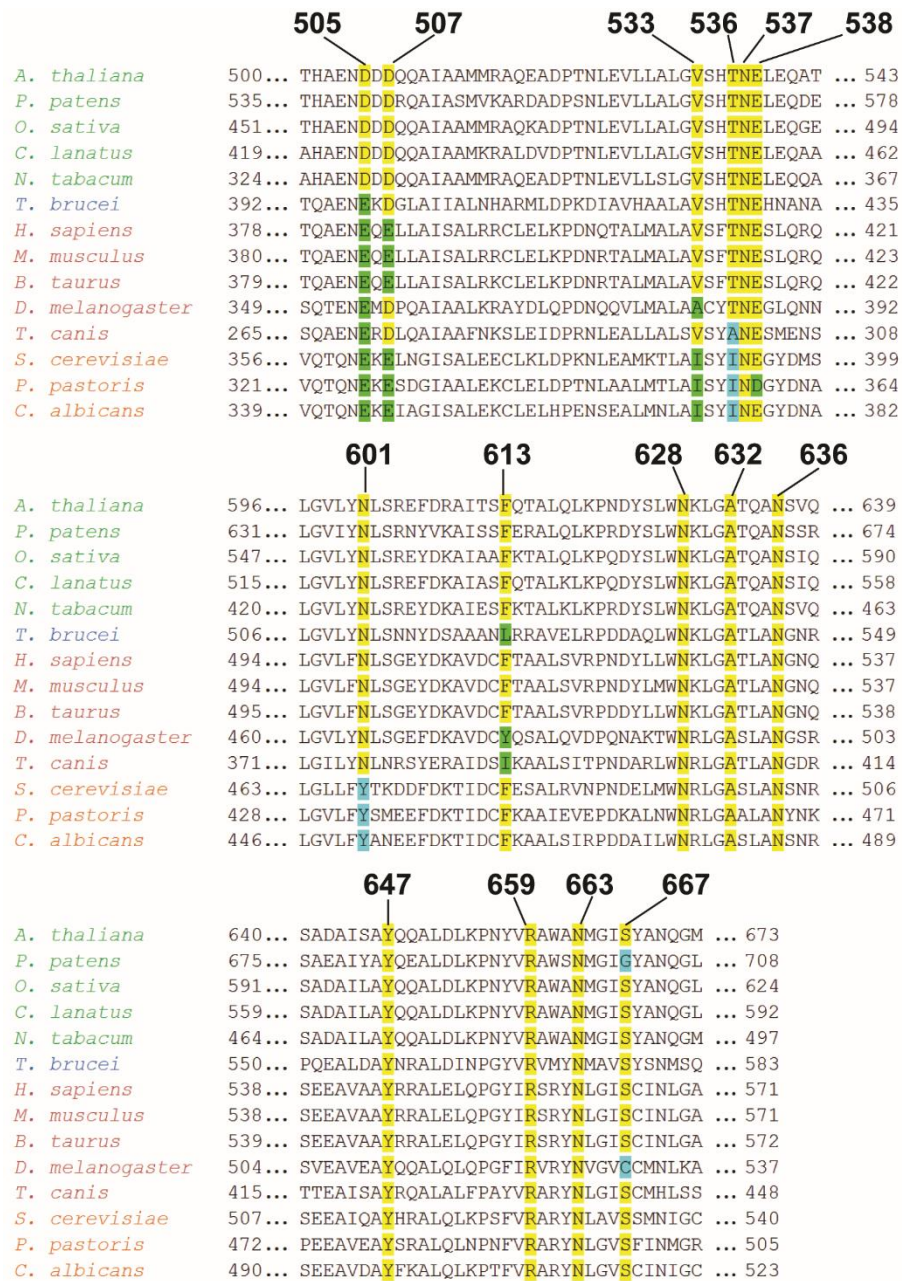 505 507 533 536 537 538
A. thaliana 500... THAENDDDQQAIAAMMRAQEADPTNLEVLLALGVSHTNELEQAT ... 543
P. patens 535... THAENDDDRQAIASMVKARDADPSNLEVLLALGVSHTNELEQDE ... 578
O. sativa 451... THAENDDDQQAIAAMMRAQKADPTNLEVLLALGVSHTNELEQGE ... 494
C. lanatus 419... AHAENDDDQQAIAAMKRALDVDPTNLEVLLALGVSHTNELEQAA ... 462
N. tabacum 324... AHAENDDDQQAIAAMMRAQEADPTNLEVLLSLGVSHTNELEQQA ... 367
T. brucei 392... TQAENEKDGLAIIALNHARMLDPKDIAVHAALAVSHTNEHNANA ... 435
H. sapiens 378... TQAENEQELLAISALRRCLELKPDNQTALMALAVSFTNESLQRQ ... 421
M. musculus 380... TQAENEQELLAISALRKCLELKPDNRTALMALAVSFTNESLQRQ ... 423
B. taurus 379... TQAENEQELLAISALRRCLELKPDNRTALMALAVSFTNESLQRQ ... 422
D. melanogaster 349... SQTENEMDPQAIAALKRAYDLQPDNQQVLMALAACYTNEGLQNN ... 392
T. canis 265... SQAENERDLQAIAAFNKSLEIDPRNLEALLALSVSYANESMENS ... 308
S. cerevisiae 356... VQTQNEKELNGISALEECLKLDPKNLEAMKTLAISYINEGYDMS ... 399
P. pastoris 321... VQTQNEKESDGIAALEKCLELDPTNLAALMTLAISYINDGYDNA ... 364
C. albicans 339... VQTQNEKEIAGISALEKCLELHPENSEALMNLAISYINEGYDNA ... 382
601 613 628 632 636
A. thaliana 596... LGVLYNLSREFDRAITSFQTALQLKPNDYSLWNKLGATQANSVQ ... 639
P. patens 631... LGVIYNLSRNYVKAISSFERALQLKPRDYSLWNKLGATQANSSR ... 674
O. sativa 547... LGVLYNLSREYDKAIAAFKTALQLKPQDYSLWNKLGATQANSIQ ... 590
C. lanatus 515... LGVLYNLSREFDKAIASFQTALKLKPQDYSLWNKLGATQANSIQ ... 558
N. tabacum 420... LGVLYNLSREYDKAIESFKTALKLKPRDYSLWNKLGATQANSVQ ... 463
T. brucei 506... LGVLYNLSNNYDSAAANLRRAVELRPDDAQLWNKLGATLANGNR ... 549
H. sapiens 494... LGVLFNLSGEYDKAVDCFTAALSVRPNDYLLWNKLGATLANGNQ ... 537
M. musculus 494... LGVLFNLSGEYDKAVDCFTAALSVRPNDYLMWNKLGATLANGNQ ... 537
B. taurus 495... LGVLFNLSGEYDKAVDCFTAALSVRPDDYLLWNKLGATLANGNQ ... 538
D. melanogaster 460... LGVLYNLSGEFDKAVDCYQSALQVDPQNAKTWNRLGASLANGSR ... 503
T. canis 371... LGILYNLNRSYERAIDSIKAALSITPNDARLWNRLGATLANGDR ... 414
S. cerevisiae 463... LGLLFYTKDDFDKTIDCFESALRVNPNDELMWNRLGASLANSNR ... 506
P. pastoris 428... LGVLFYSMEEFDKTIDCFKAAIEVEPDKALNWNRLGAALANYNK ... 471
C. albicans 446... LGVLFYANEEFDKTIDCFKAALSIRPDDAILWNRLGASLANSNR ... 489
647 659 663 667
A. thaliana 640... SADAISAYQQALDLKPNYVRAWANMGISYANQGM ... 673
P. patens 675... SAEAIYAYQEALDLKPNYVRAWSNMGIGYANQGL ... 708
O. sativa 591... SADAILAYQQALDLKPNYVRAWANMGISYANQGL ... 624
C. lanatus 559... SADAILAYQQALDLKPNYVRAWANMGISYANQGL ... 592
N. tabacum 464... SADAILAYQQALDLKPNYVRAWANMGISYANQGM ... 497
T. brucei 550... PQEALDAYNRALDINPGYVRVMYNMAVSYSNMSQ ... 583
H. sapiens 538... SEEAVAAYRRALELQPGYIRSRYNLGISCINLGA ... 571
M. musculus 538... SEEAVAAYRRALELQPGYIRSRYNLGISCINLGA ... 571
B. taurus 539... SEEAVAAYRRALELQPGYIRSRYNLGISCINLGA ... 572
D. melanogaster 504... SVEAVEAYQQALQLQPGFIRVRYNVGVCCMNLKA ... 537
T. canis 415... TTEAISAYRQALALFPAYVRARYNLGISCMHLSS ... 448
S. cerevisiae 507... SEEAIQAYHRALQLKPSFVRARYNLAVSSMNIGC ... 540
P. pastoris 472... PEEAVEAYSRALQLNPNFVRARYNLGVSFINMGR ... 505
C. albicans 490... SEEAVDAYFKALQLKPTFVRARYNLGVSCINIGC ... 523